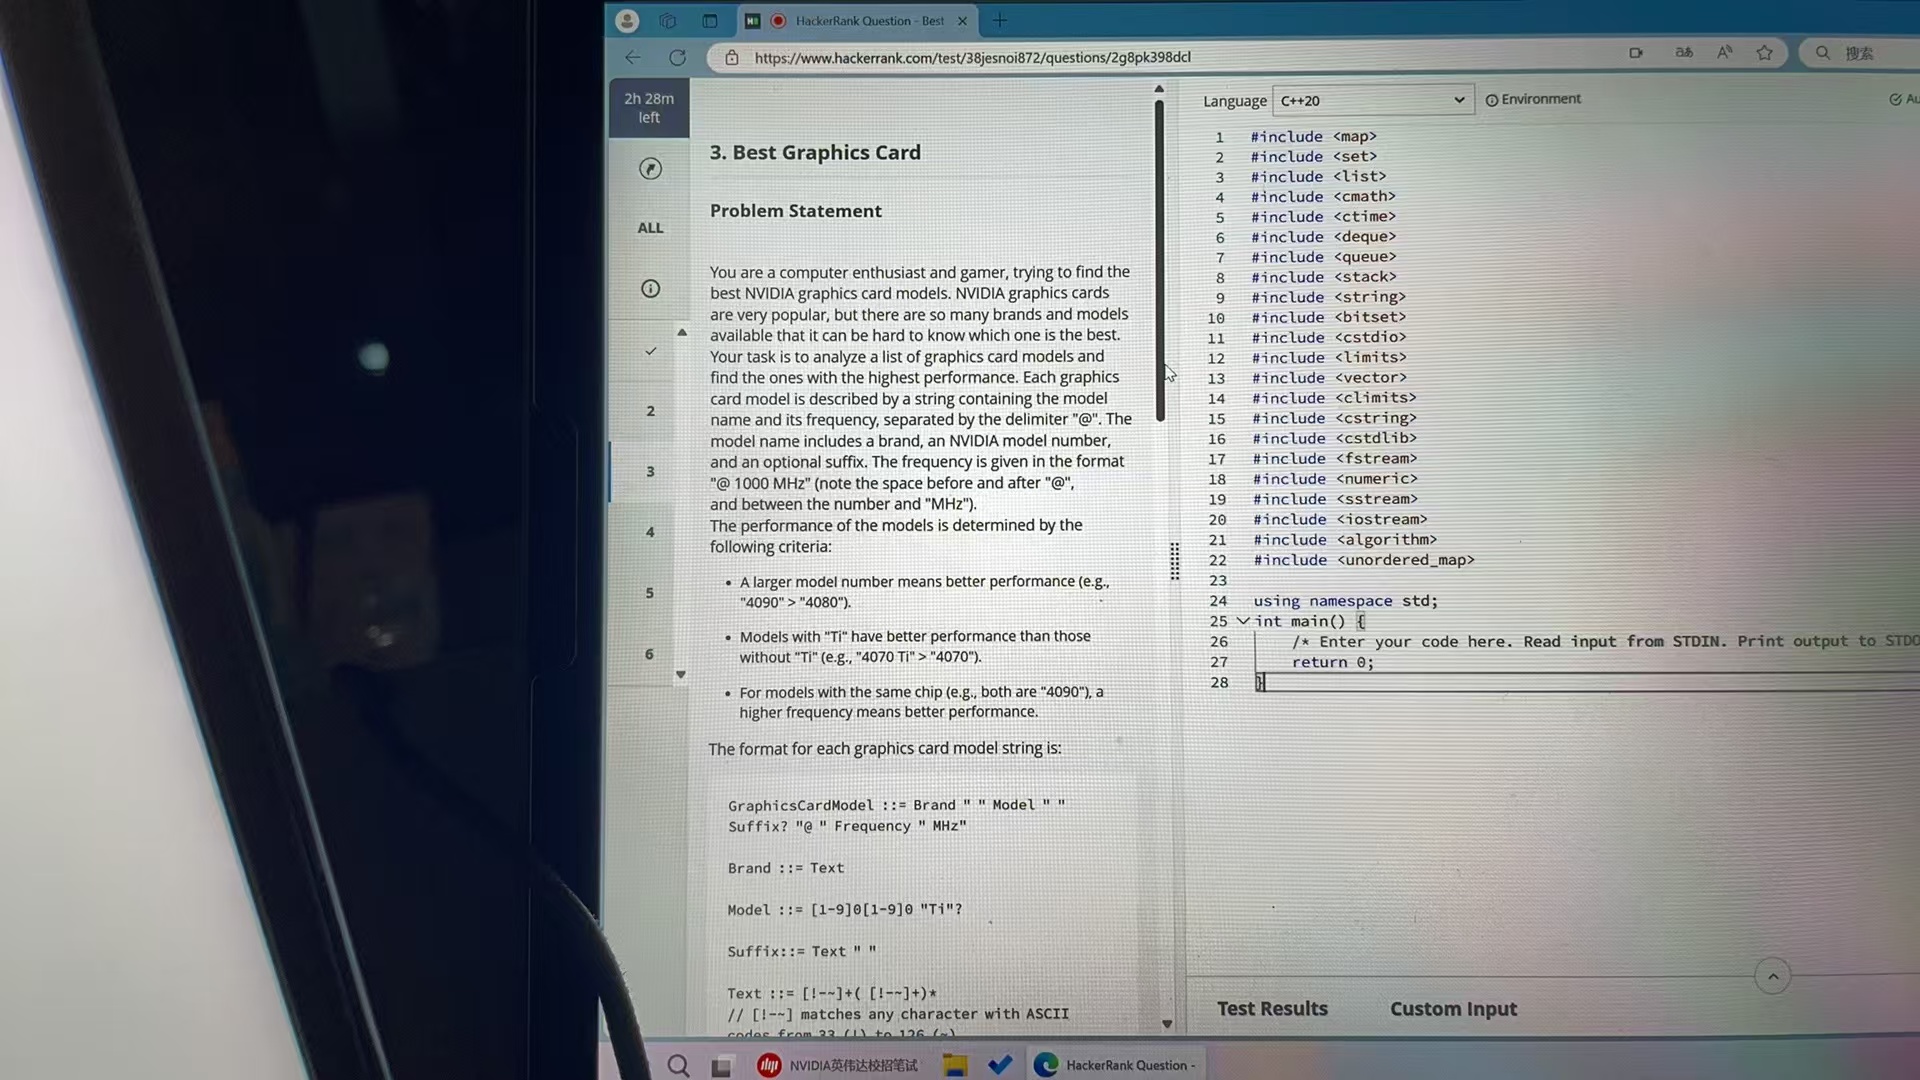 HackerRank Question - Best
https://www.hackerrank.com/test/38jesnoi872/questions/2g8pk398dcl
搜索
2h 28m
left
ALL
2
3
4
5
6
3. Best Graphics Card
Problem Statement
You are a computer enthusiast and gamer, trying to find the
best NVIDIA graphics card models. NVIDIA graphics cards
are very popular, but there are so many brands and models
available that it can be hard to know which one is the best.
Your task is to analyze a list of graphics card models and
find the ones with the highest performance. Each graphics
card model is described by a string containing the model
name and its frequency, separated by the delimiter "@". The
model name includes a brand, an NVIDIA model number,
and an optional suffix. The frequency is given in the format
"@ 1000 MHz" (note the space before and after "@",
and between the number and "MHz").
The performance of the models is determined by the
following criteria:
• A larger model number means better performance (e.g.,
"4090" > "4080").
• Models with "Ti" have better performance than those
without "Ti" (e.g., "4070 Ti" > "4070").
• For models with the same chip (e.g., both are "4090"), a
higher frequency means better performance.
The format for each graphics card model string is:
GraphicsCardModel ::= Brand " " Model " "
Suffix? "@ " Frequency " MHz"
Brand ::= Text
Model ::= [1-9]0[1-9]0 "Ti"?
Suffix::= Text " "
Text ::= [!-~]+( [!-~]+)*
// [!-~] matches any character with ASCII
codes from 33 (!) to 126 (~)
Language C++20 Environment
Au
1 #include <map>
2 #include <set>
3 #include <list>
4 #include <cmath>
5 #include <ctime>
6 #include <deque>
7 #include <queue>
8 #include <stack>
9 #include <string>
10 #include <bitset>
11 #include <cstdio>
12 #include <limits>
13 #include <vector>
14 #include <climits>
15 #include <cstring>
16 #include <cstdlib>
17 #include <fstream>
18 #include <numeric>
19 #include <sstream>
20 #include <iostream>
21 #include <algorithm>
22 #include <unordered_map>
23
24 using namespace std;
25 int main() {
26 /* Enter your code here. Read input from STDIN. Print output to STDO
27 return 0;
28 }
Test Results Custom Input
NVIDIA英伟达校招笔试
HackerRank Question -